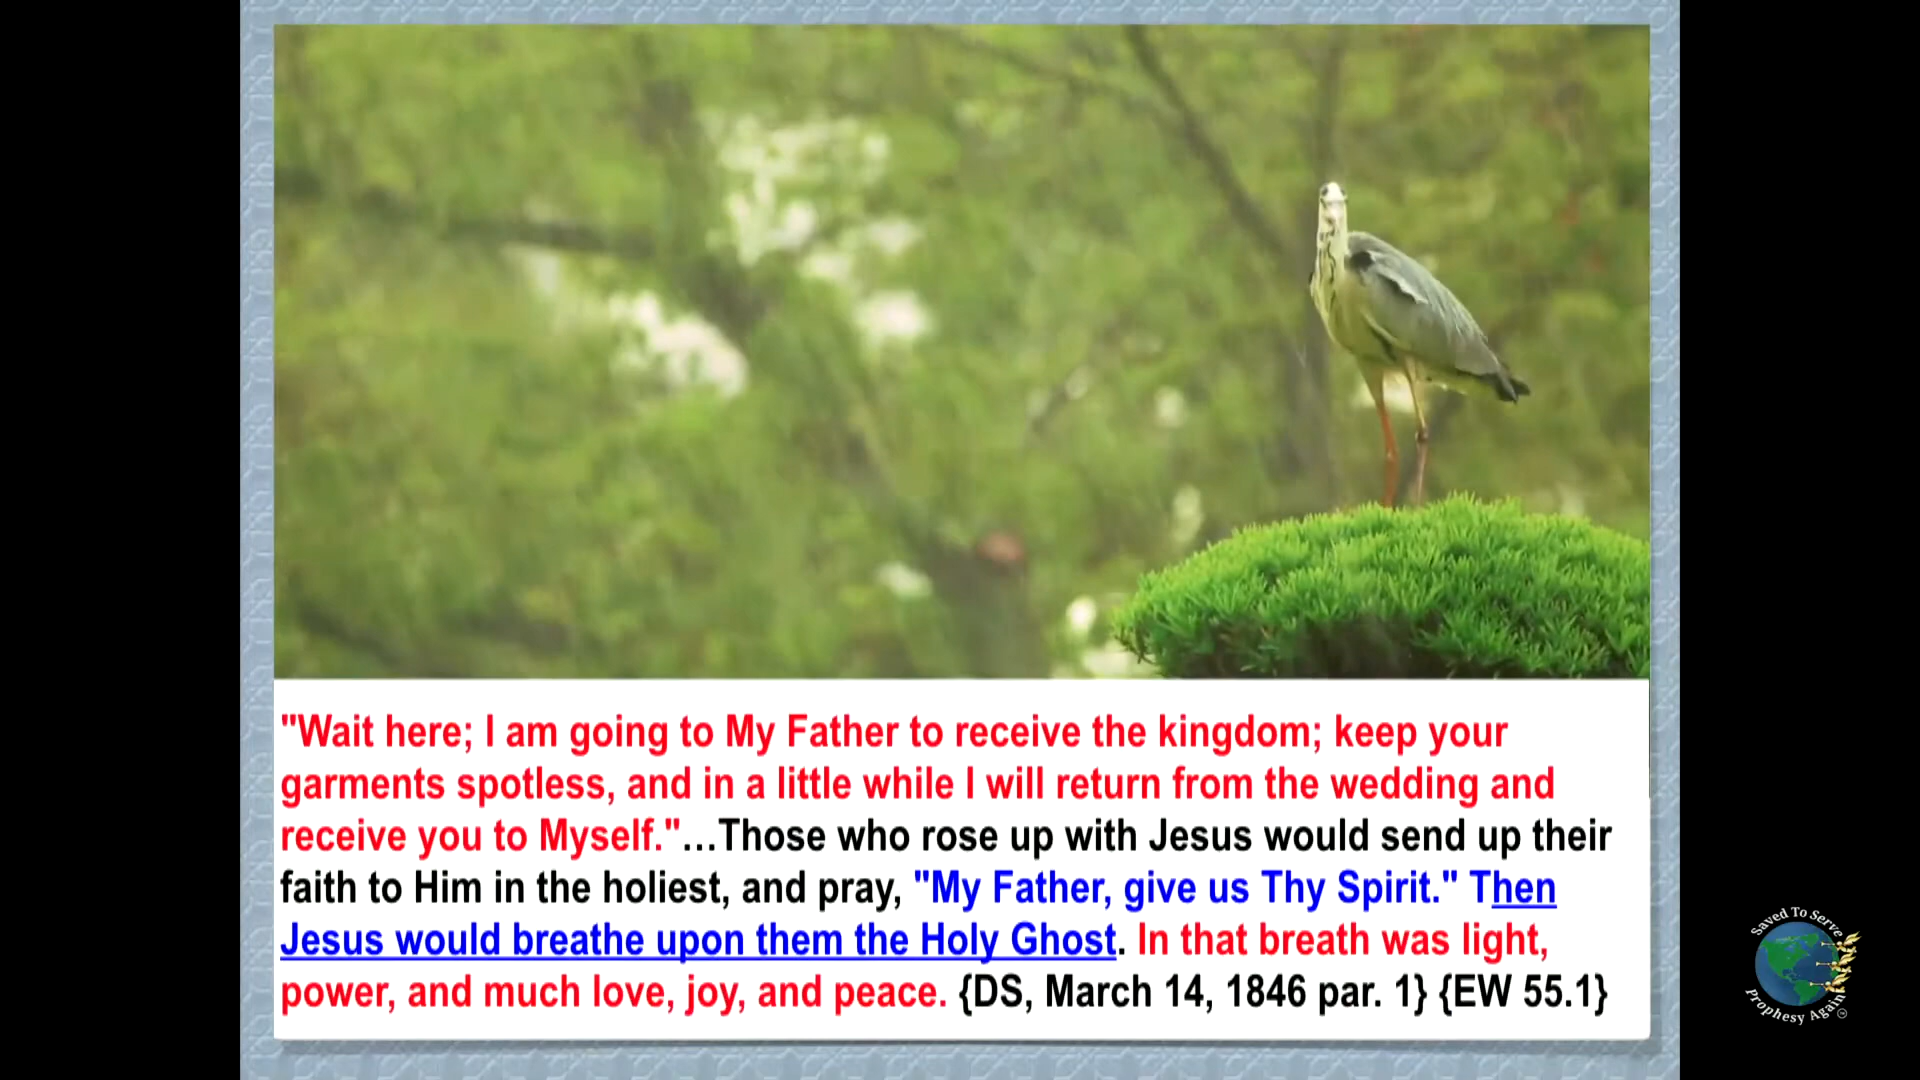 "Wait here; I am going to My Father to receive the kingdom; keep your
garments spotless, and in a little while I will return from the wedding and
receive you to Myself."...Those who rose up with Jesus would send up their
faith to Him in the holiest, and pray, "My Father, give us Thy Spirit." Then
Jesus would breathe upon them the Holy Ghost. In that breath was light,
power, and much love, joy, and peace. {DS, March 14, 1846 par. 1} {EW 55.1}
Saved To Serve
Prophesy Again